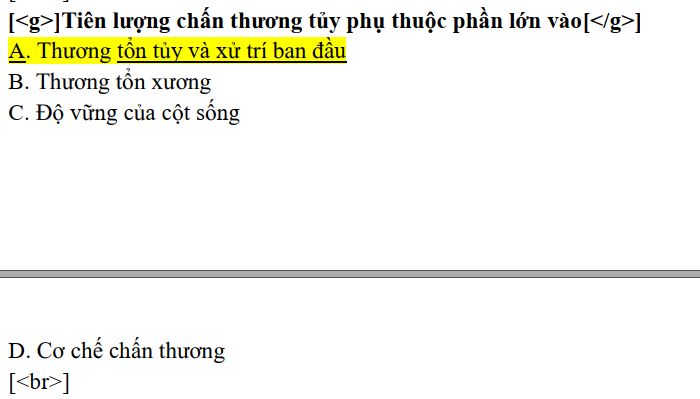 [<g>]Tiên lượng chấn thương tủy phụ thuộc phần lớn vào[</g>]
A. Thương tổn tủy và xử trí ban đầu
B. Thương tổn xương
C. Độ vững của cột sống
D. Cơ chế chấn thương
[<br>]